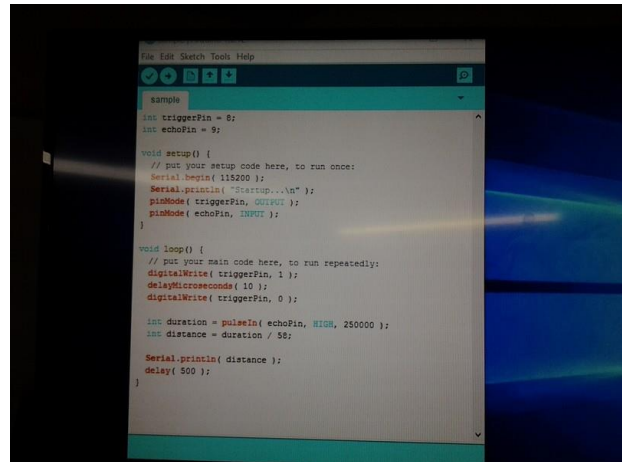 File Edit Sketch Tools Help
sample
int triggerPin = 8;
int echoPin = 9;
void setup() {
// put your setup code here, to run once:
Serial.begin( 115200 );
Serial.println( "Startup...\n" );
pinMode( triggerPin, OUTPUT );
pinMode( echoPin, INPUT );
}
void loop() {
// put your main code here, to run repeatedly:
digitalWrite( triggerPin, 1 );
delayMicroseconds( 10 );
digitalWrite( triggerPin, 0 );
int duration = pulseIn( echoPin, HIGH, 250000 );
int distance = duration / 58;
Serial.println( distance );
delay( 500 );
}